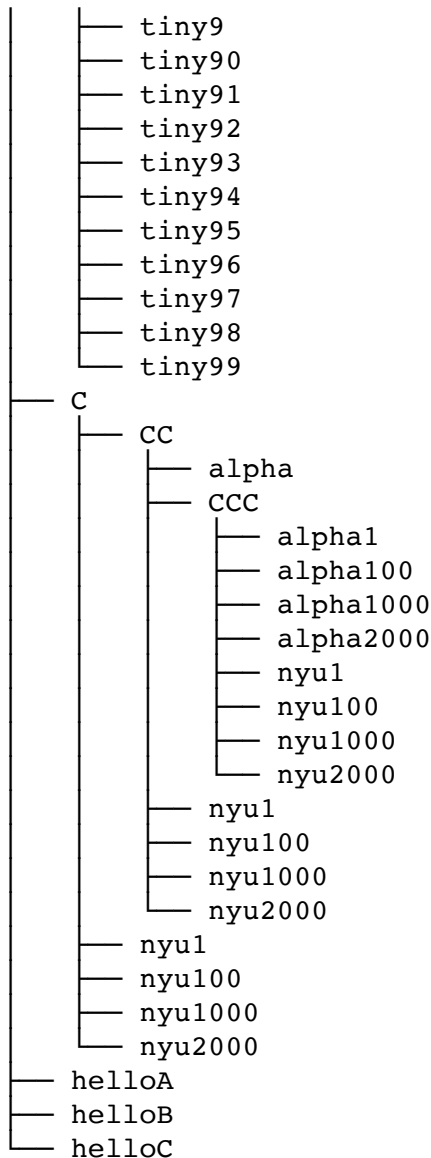 tiny9
tiny90
tiny91
tiny92
tiny93
tiny94
tiny95
tiny96
tiny97
tiny98
tiny99
C
CC
alpha
CCC
alpha1
alpha100
alpha1000
alpha2000
nyu1
nyu100
nyu1000
nyu2000
nyu1
nyu100
nyu1000
nyu2000
nyu1
nyu100
nyu1000
nyu2000
helloA
helloB
helloC